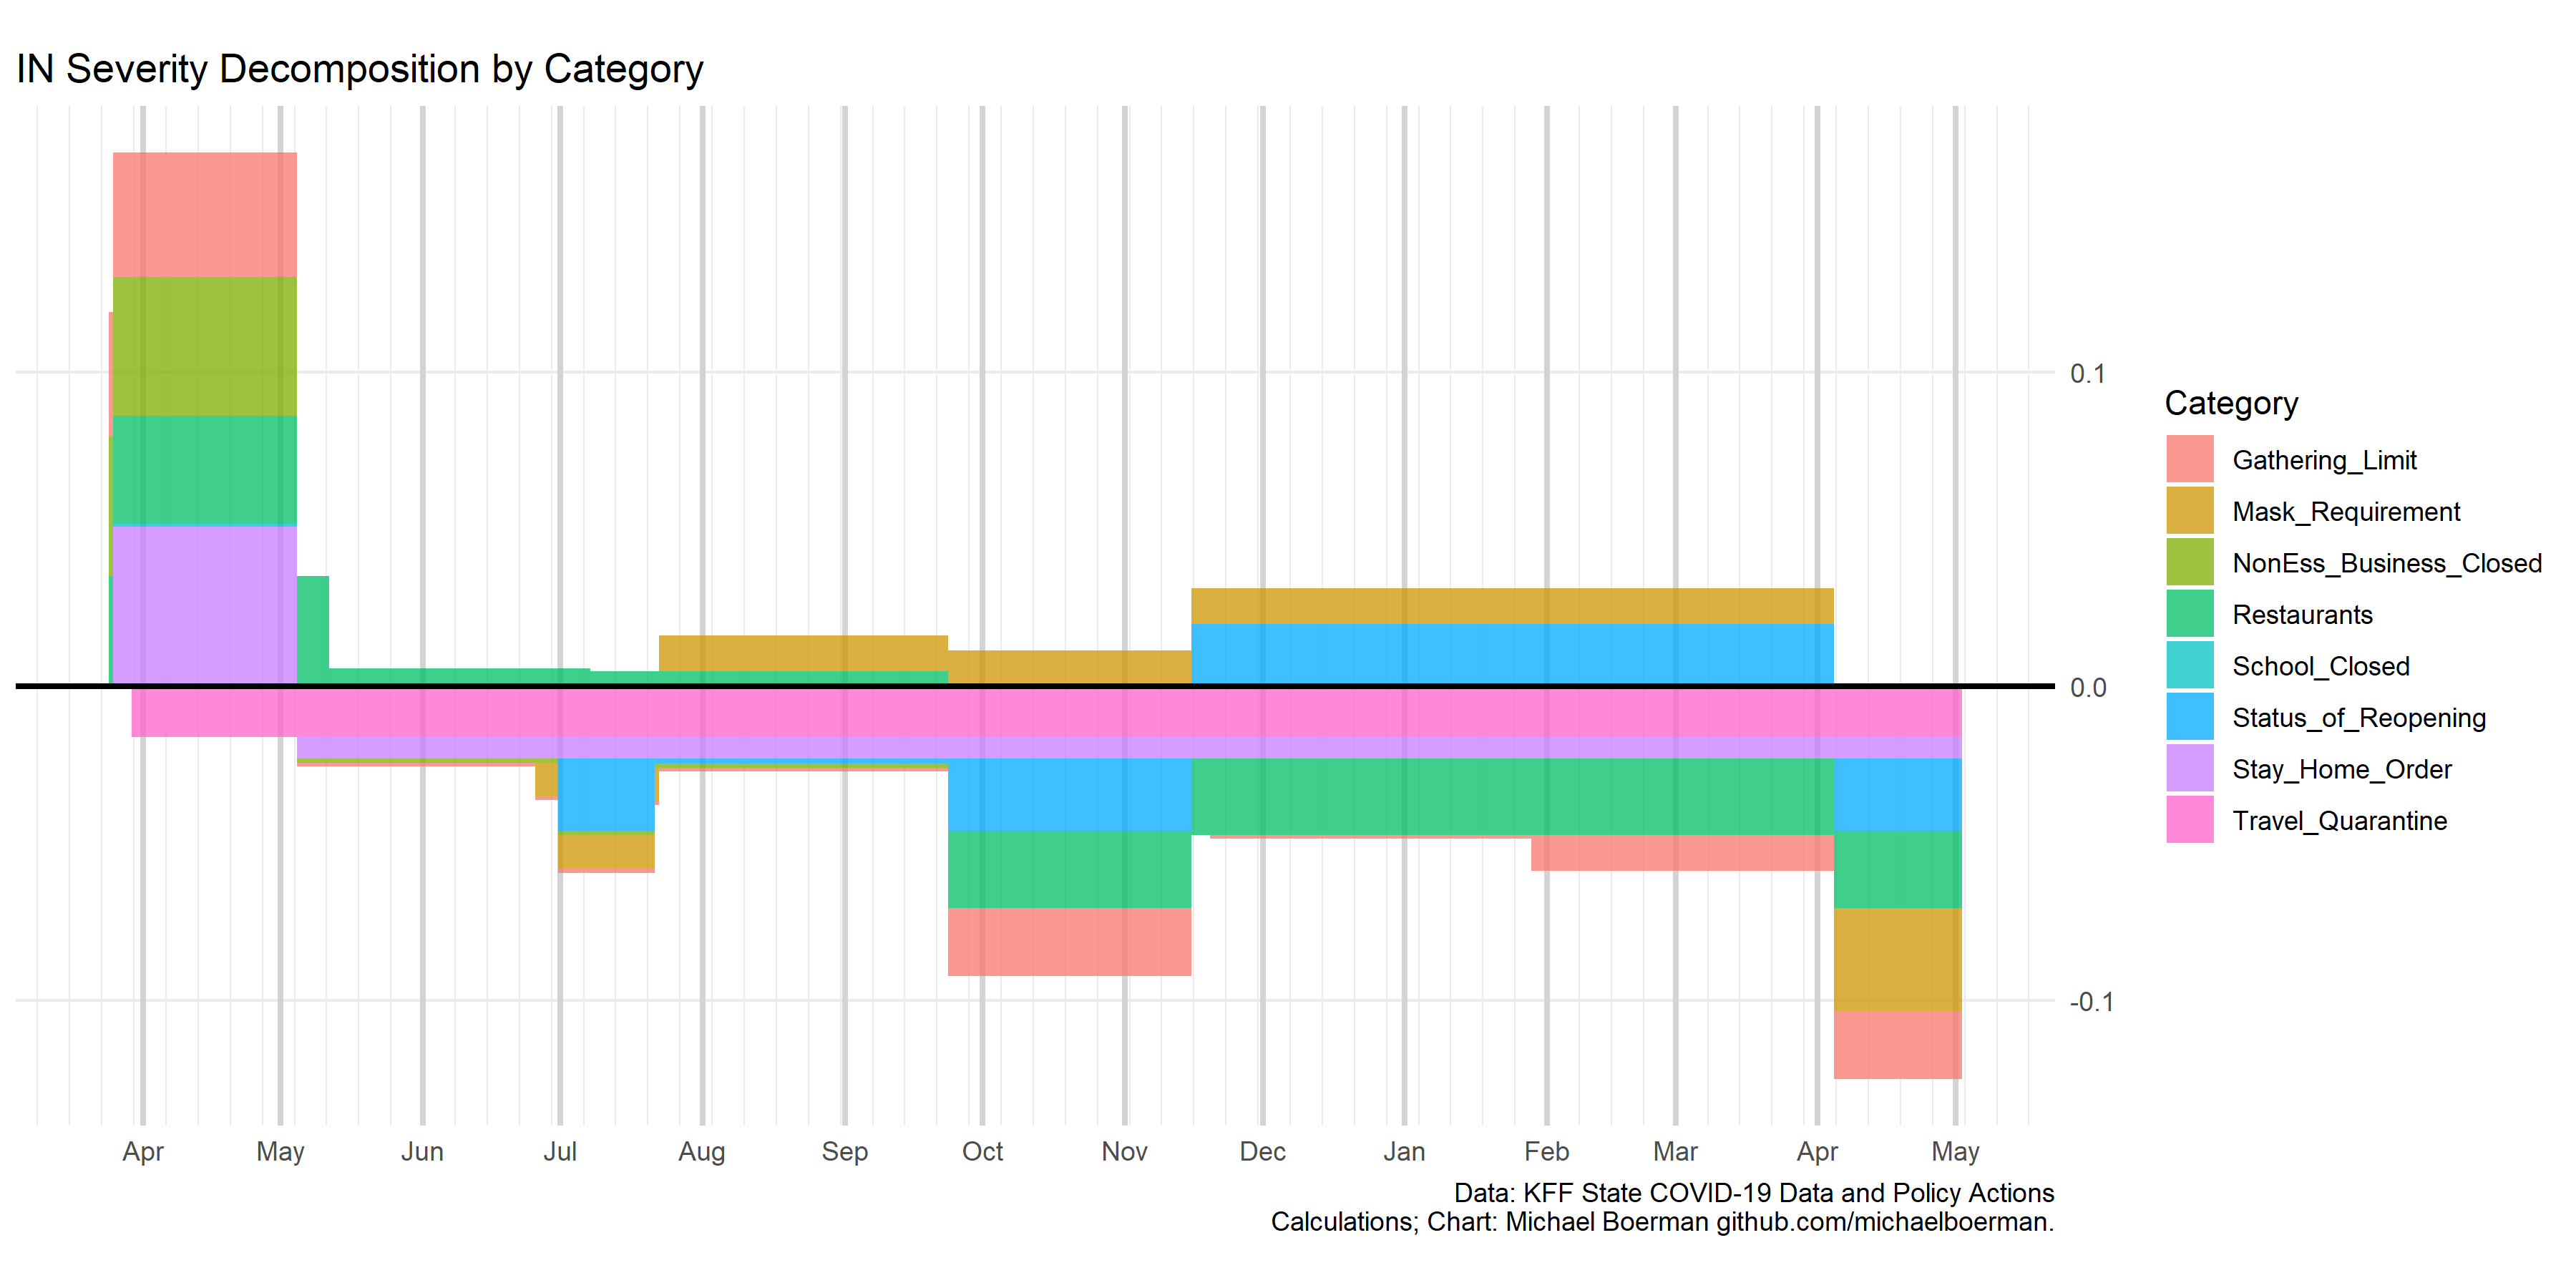 IN Severity Decomposition by Category
0.1
0.0
-0.1
Category
Gathering_Limit
Mask_Requirement
NonEss_Business_Closed
Restaurants
School_Closed
Status_of_Reopening
Stay_Home_Order
Travel_Quarantine
Apr May Jun Jul Aug Sep Oct Nov Dec Jan Feb Mar Apr May
Data: KFF State COVID-19 Data and Policy Actions
Calculations; Chart: Michael Boerman github.com/michaelboerman.